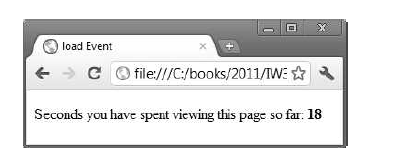 load Event
file:///C:/books/2011/IW3
Seconds you have spent viewing this page so far: 18